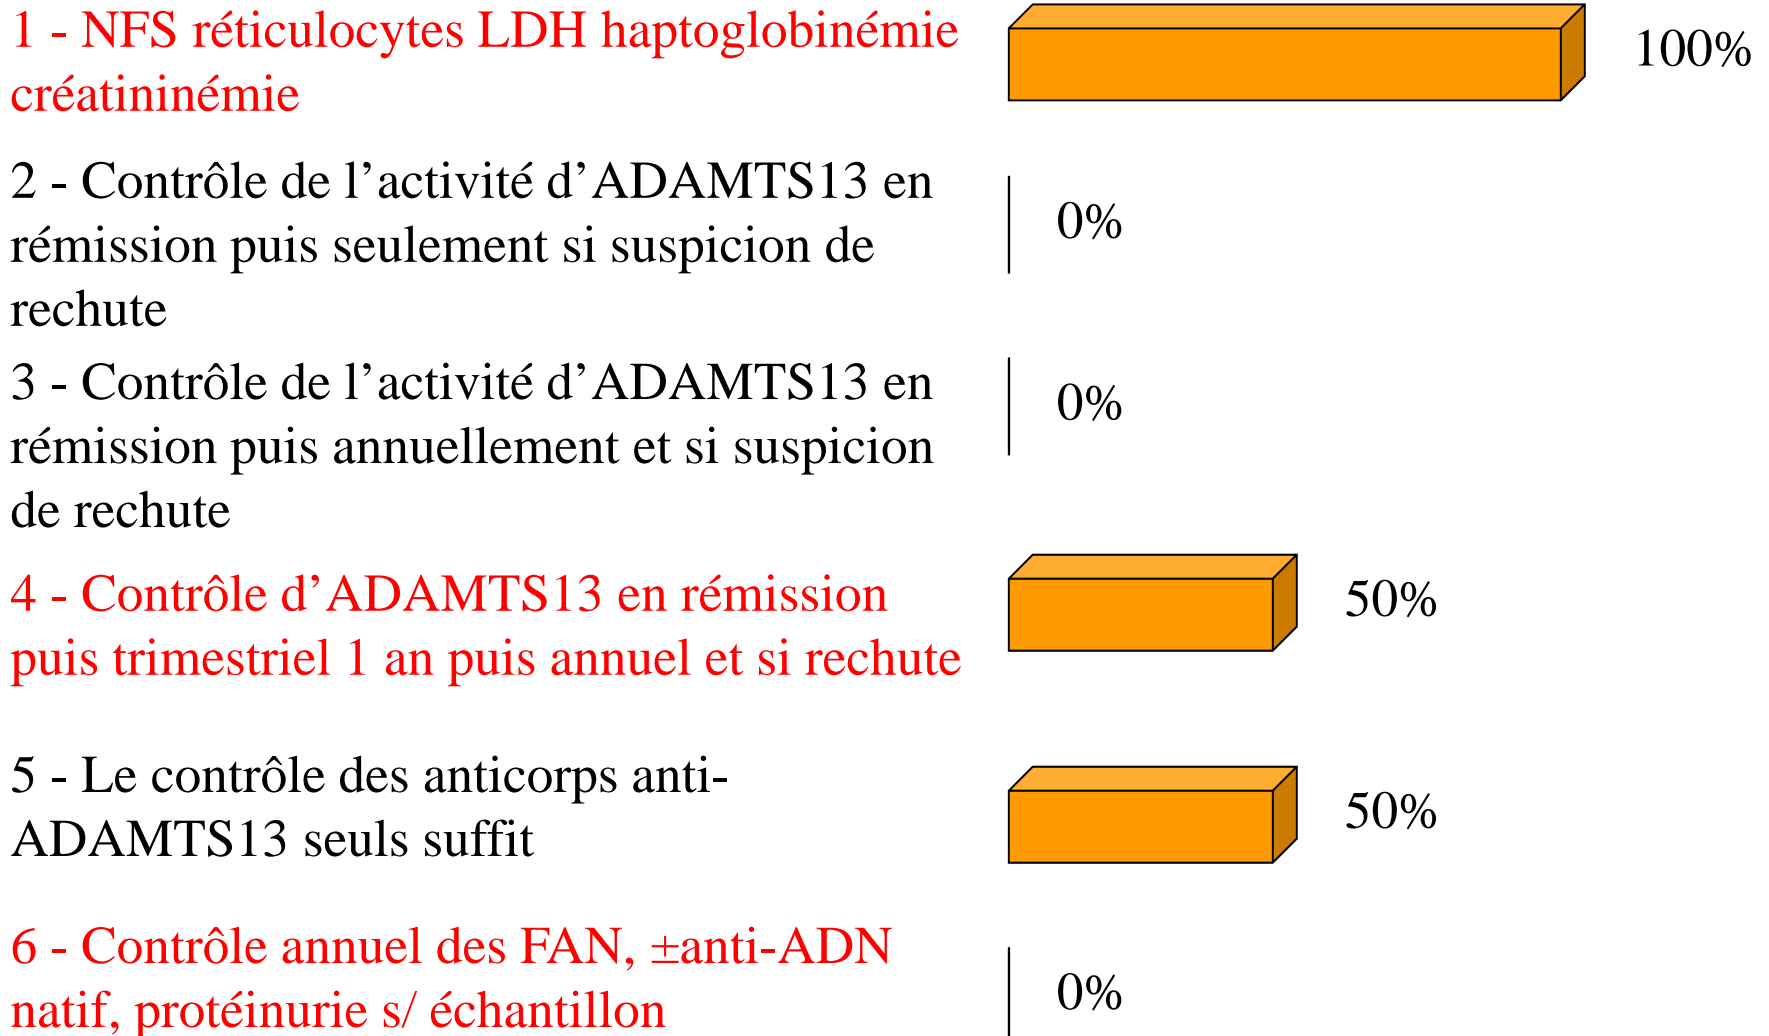 1 - NFS réticulocytes LDH haptoglobinémie
créatininémie
100%
2 - Contrôle de l’activité d’ADAMTS13 en
rémission puis seulement si suspicion de
rechute
0%
3 - Contrôle de l’activité d’ADAMTS13 en
rémission puis annuellement et si suspicion
de rechute
0%
4 - Contrôle d’ADAMTS13 en rémission
puis trimestriel 1 an puis annuel et si rechute
50%
5 - Le contrôle des anticorps anti-
ADAMTS13 seuls suffit
50%
6 - Contrôle annuel des FAN, ±anti-ADN
natif, protéinurie s/ échantillon
0%